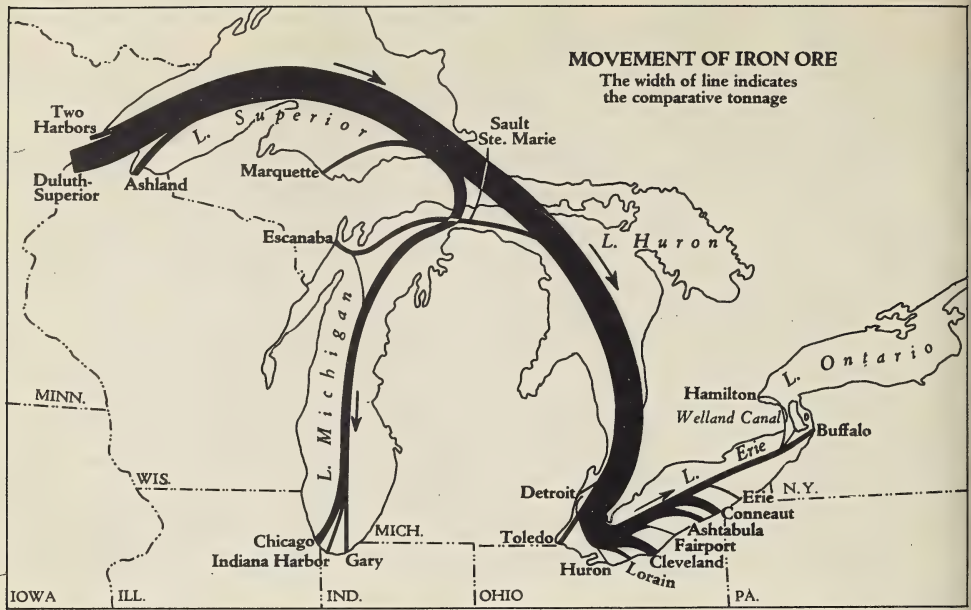 MOVEMENT OF IRON ORE
The width of line indicates
the comparative tonnage
Two
Harbors
L. Superior
Sault
Ste. Marie
Duluth-
Superior
Ashland
Marquette
Escanaba
L. Huron
L. Michigan
L. Ontario
MINN.
Hamilton
Welland Canal
Buffalo
L. Erie
WIS.
Detroit
Erie
N.Y.
Conneaut
Ashtabula
MICH.
Toledo
Fairport
Chicago
Cleveland
Indiana Harbor
Gary
Huron
Lorain
IOWA
ILL.
IND.
OHIO
PA.